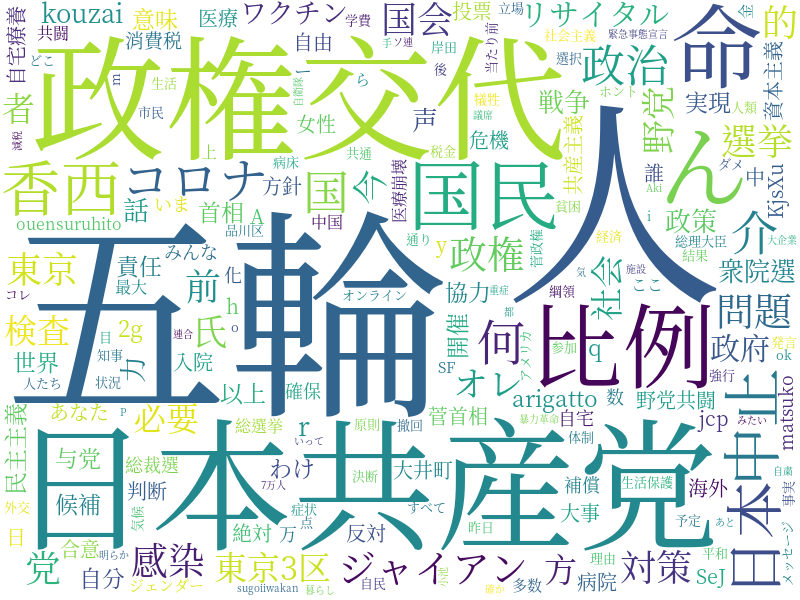 kouzai
意味
医療
ワクチン
学費
国会
投票
立場
リサイタル
緊急事態宣言
金
自宅療養
共闘
どこ
消費税
自由
手
ソ連
岸田
後
社会主義
選択
当たり前
命
的
政権交代
者
m
生活
自衛隊
ー
ら
犠牲
議席
ホント
人類
政治
実現
資本主義
市民
女性
声
戦争
危機
野党
選挙
減税
上
病床
共通
税金
貧困
共産主義
誰
中
KjsXu
香西
コロナ
方針
国
今
国民
人
ん
ダメ
Aki
ouensuruhito
話
いま
首相
A
中国
医療崩壊
i
介
政策
東京
責任
みんな
品川区
通り
菅政権
政権
y
経済
総理大臣
大企業
コレ
最大
前
化
h
オンライン
協力
綱領
気
施設
結果
衆院選
検査
2g
氏
o
重症
開催
社会
ここ
問題
世界
目
連合
五輪
何
比例
都
政府
発言
人たち
知事
状況
力
入院
SF
アメリカ
参加
q
ok
民主主義
あなた
P
以上
確保
オレ
arigatto
数
強行
必要
r
総選挙
原則
撤回
菅首相
暴力革命
自宅
野党共闘
みたい
jcp
matsuko
日本
中止
与党
総裁選
いって
わけ
日本共産党
体制
候補
判断
7万人
決断
大井町
補償
生活保護
海外
自粛
事実
外交
気候
症状
すべて
絶対
万
点
反対
昨日
大事
予定
あと
日
合意
明らか
党
感染
東京3区
ジャイアン
方
対策
理由
平和
メッセージ
自分
ジェンダー
自民
小池
多数
病院
確か
SeJ
sugoiiwakan
暮らし